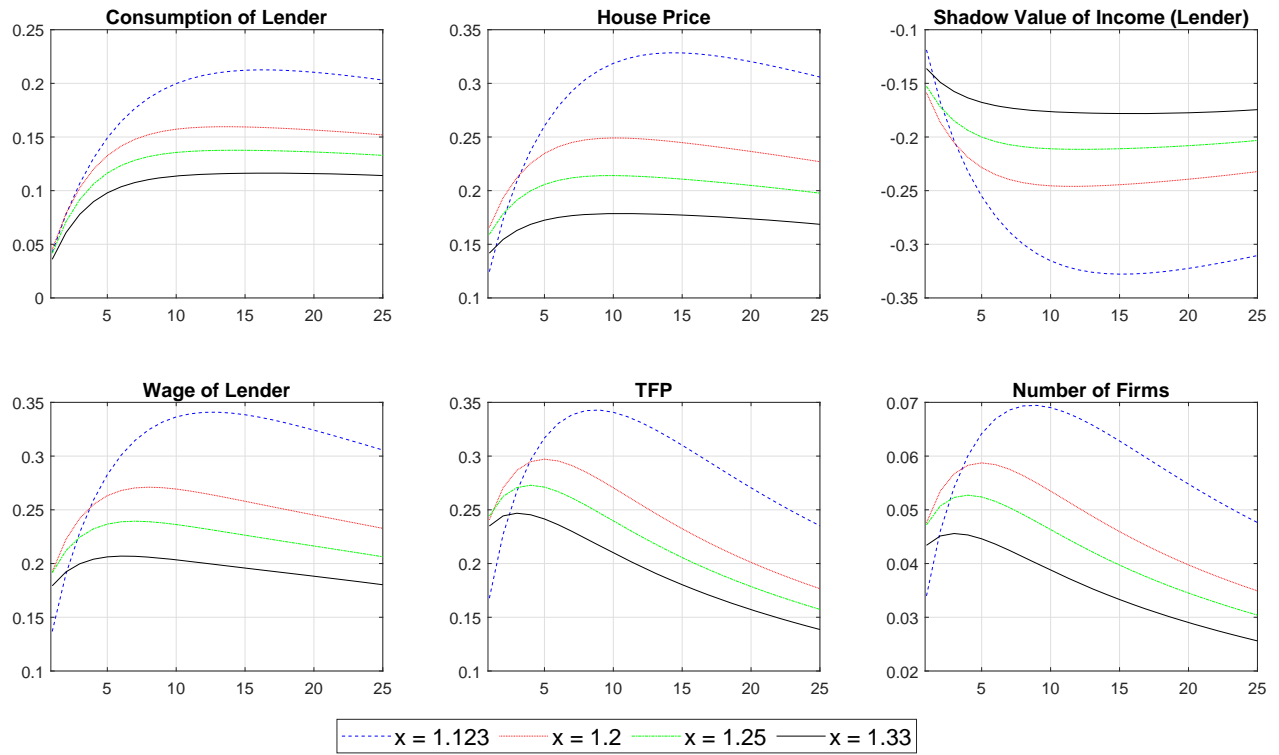 Consumption of Lender
0.25
0.2
0.15
0.1
0.05
0
5 10 15 20 25
House Price
0.35
0.3
0.25
0.2
0.15
0.1
5 10 15 20 25
Shadow Value of Income (Lender)
-0.1
-0.15
-0.2
-0.25
-0.3
-0.35
5 10 15 20 25
Wage of Lender
0.35
0.3
0.25
0.2
0.15
0.1
5 10 15 20 25
TFP
0.35
0.3
0.25
0.2
0.15
0.1
5 10 15 20 25
Number of Firms
0.07
0.06
0.05
0.04
0.03
0.02
5 10 15 20 25
x = 1.123 x = 1.2 x = 1.25 x = 1.33